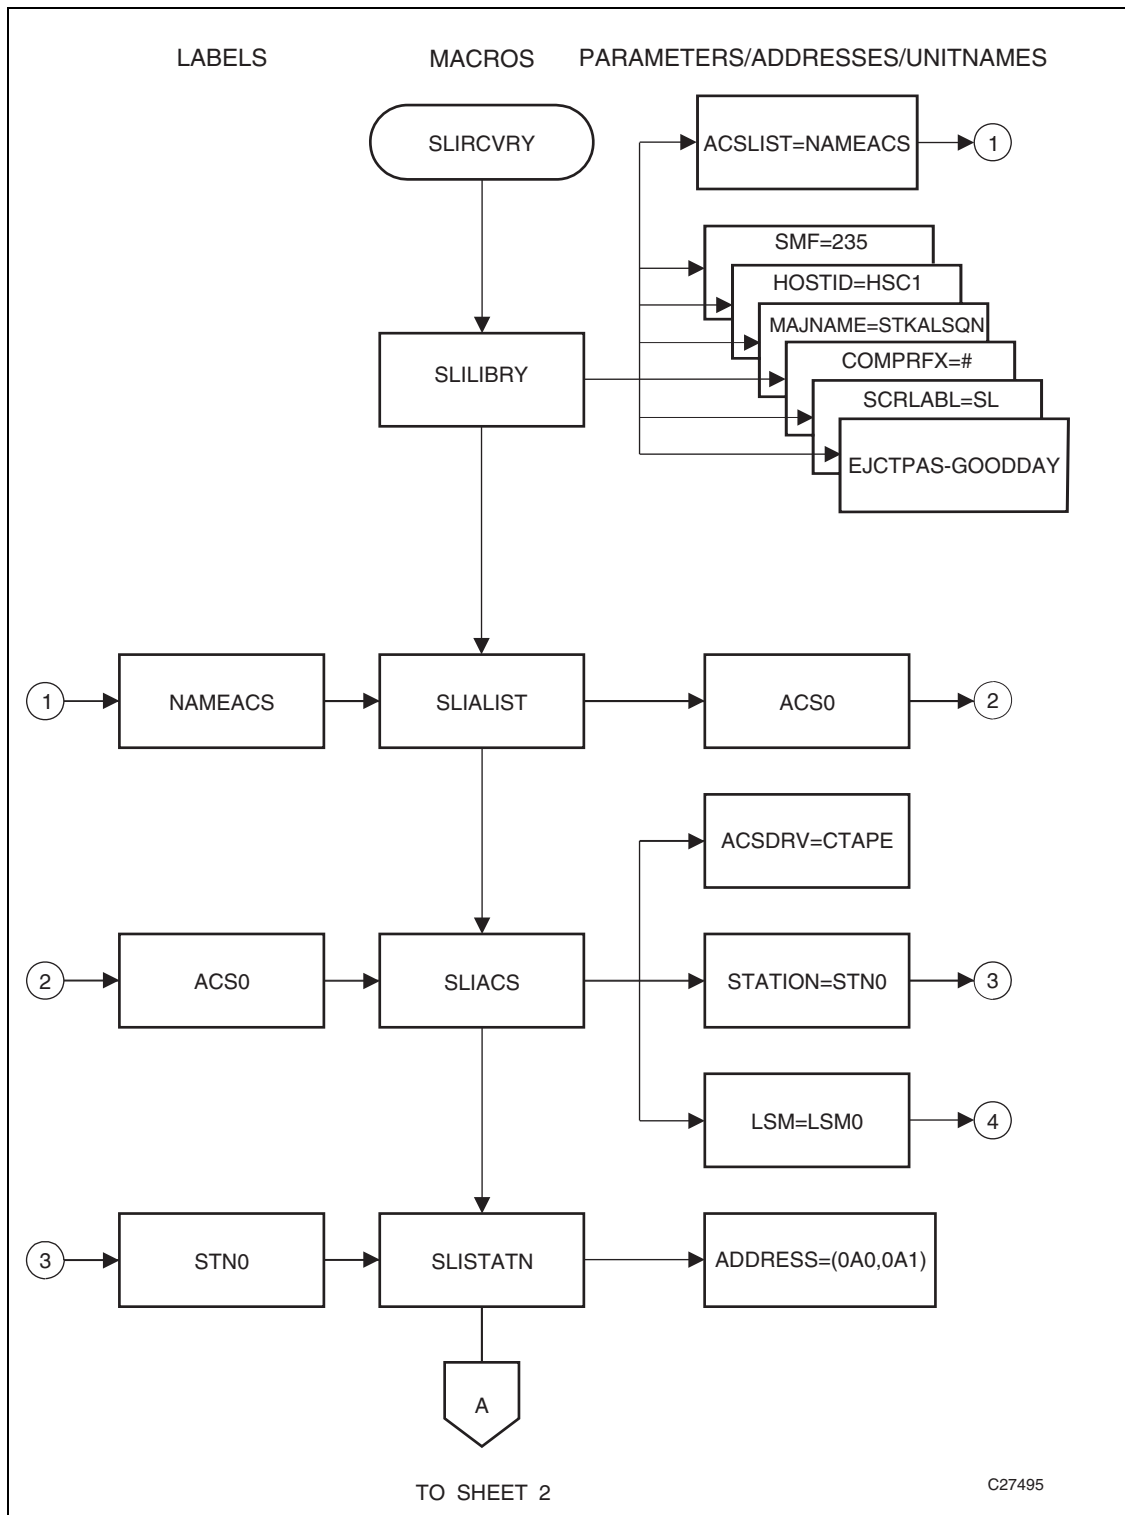 LABELS MACROS PARAMETERS/ADDRESSES/UNITNAMES
SLIRCVRY
ACSLIST=NAMEACS
1
SMF=235
HOSTID=HSC1
MAJNAME=STKALSQN
COMPRFX=#
SLILIBRY
SCRLABL=SL
EJCTPAS-GOODDAY
1
NAMEACS
SLIALIST
ACS0
2
ACSDRV=CTAPE
2
ACS0
SLIACS
STATION=STN0
3
LSM=LSM0
4
3
STN0
SLISTATN
ADDRESS=(0A0,0A1)
A
TO SHEET 2
C27495